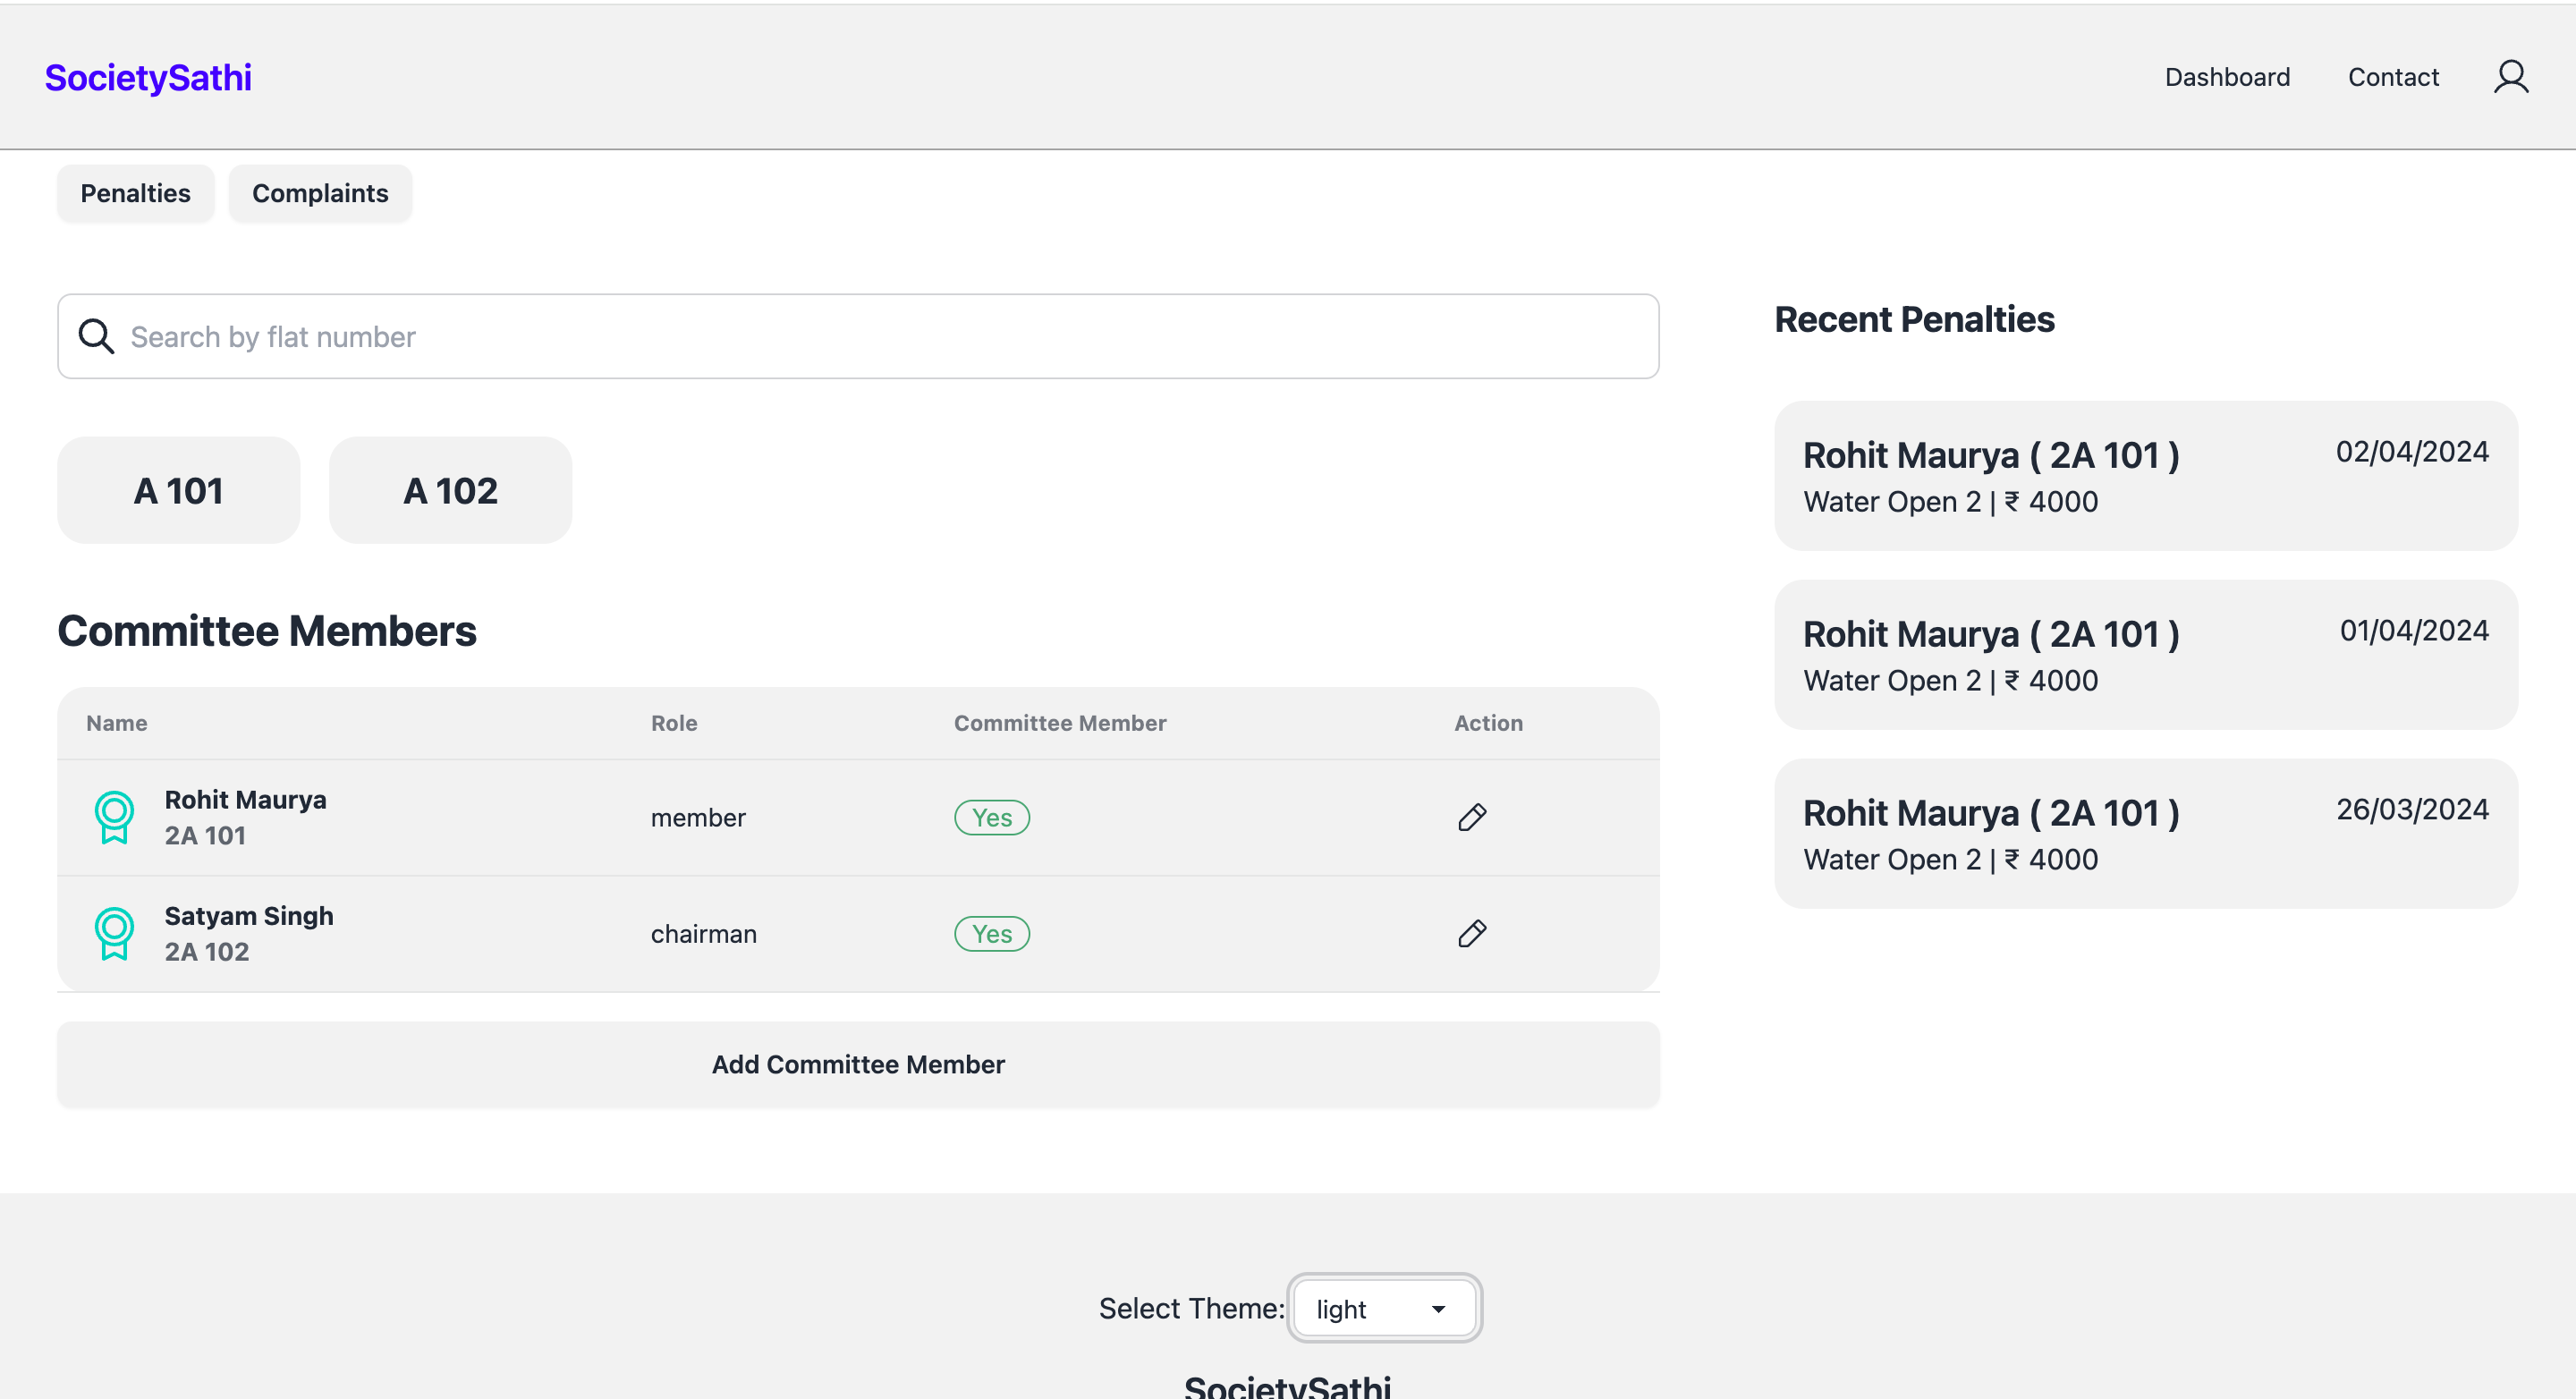 SocietySathi
Dashboard
Contact
Penalties
Complaints
Search by flat number
A 101
A 102
Committee Members
Name Role Committee Member Action
Rohit Maurya
2A 101
member
Yes
Satyam Singh
2A 102
chairman
Yes
Add Committee Member
Recent Penalties
Rohit Maurya ( 2A 101 )
02/04/2024
Water Open 2 | ₹ 4000
Rohit Maurya ( 2A 101 )
01/04/2024
Water Open 2 | ₹ 4000
Rohit Maurya ( 2A 101 )
26/03/2024
Water Open 2 | ₹ 4000
Select Theme: light
SocietySathi